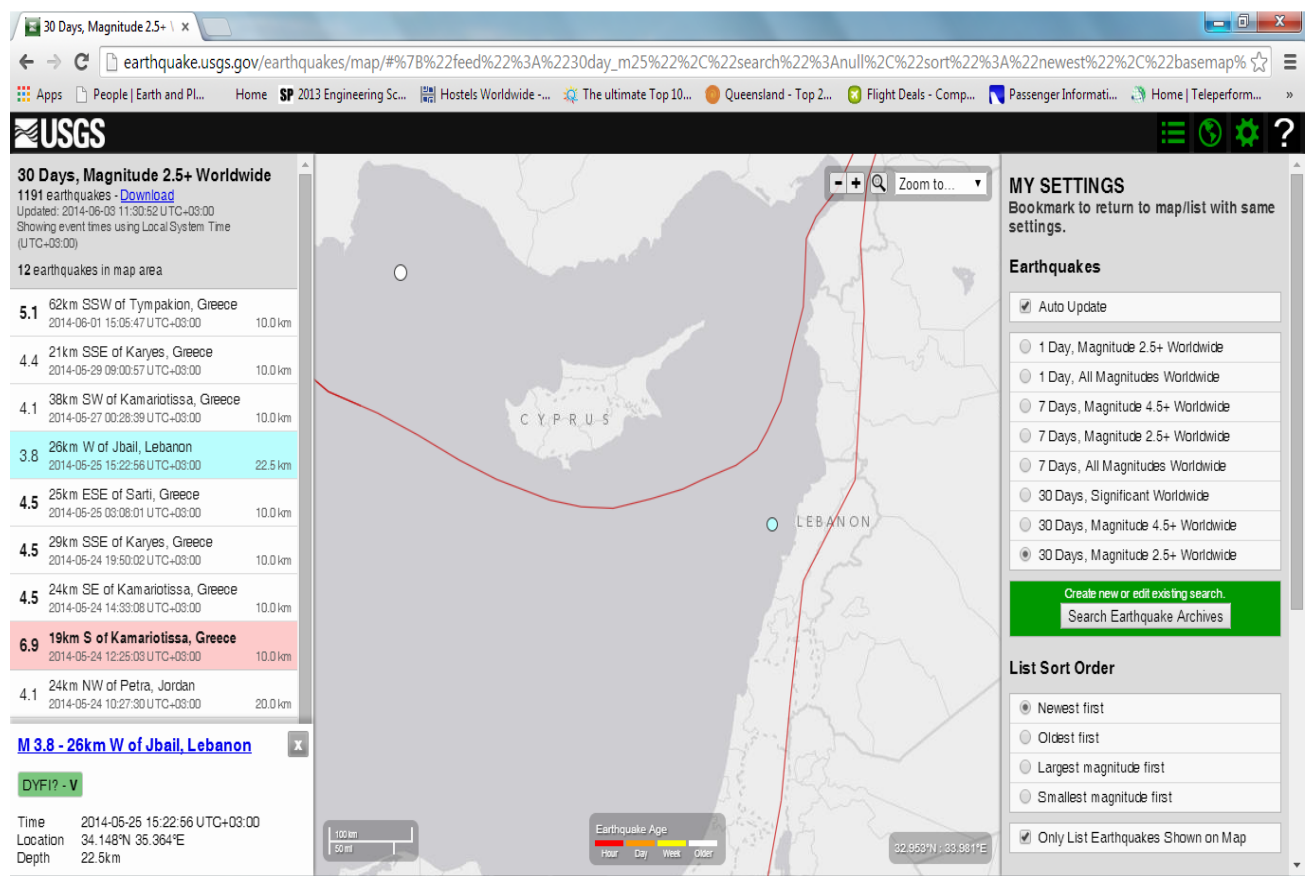 30 Days, Magnitude 2.5+ \
earthquake.usgs.gov/earthquakes/map/#%7B%22feed%22%3A%2230day_m25%22%2C%22search%22%3Anull%2C%22sort%22%3A%22newest%22%2C%22basemap%
Apps People | Earth and Pl... Home SP 2013 Engineering Sc... Hostels Worldwide -... The ultimate Top 10... Queensland - Top 2... Flight Deals - Comp... Passenger Informati... Home | Teleperform... »
USGS
30 Days, Magnitude 2.5+ Worldwide
1191 earthquakes - Download
Updated: 2014-06-03 11:30:52 UTC+03:00
Showing event times using Local System Time
(UTC+03:00)
12 earthquakes in map area
5.1 62km SSW of Tympakion, Greece
2014-06-01 15:05:47 UTC+03:00 10.0 km
4.4 21km SSE of Karyes, Greece
2014-05-29 09:00:57 UTC+03:00 10.0 km
4.1 38km SW of Kamariotissa, Greece
2014-05-27 00:28:39 UTC+03:00 10.0 km
3.8 26km W of Jbail, Lebanon
2014-05-25 15:22:56 UTC+03:00 22.5 km
4.5 25km ESE of Sarti, Greece
2014-05-25 03:08:01 UTC+03:00 10.0 km
4.5 29km SSE of Karyes, Greece
2014-05-24 19:50:02 UTC+03:00 10.0 km
4.5 24km SE of Kamariotissa, Greece
2014-05-24 14:33:08 UTC+03:00 10.0 km
6.9 19km S of Kamariotissa, Greece
2014-05-24 12:25:03 UTC+03:00 10.0 km
4.1 24km NW of Petra, Jordan
2014-05-24 10:27:30 UTC+03:00 20.0 km
M 3.8 - 26km W of Jbail, Lebanon x
DYFI? - V
Time 2014-05-25 15:22:56 UTC+03:00
Location 34.148°N 35.364°E
Depth 22.5km
- + Zoom to...
CYPRUS
LEBANON
100 km
50 mi
Earthquake Age
Hour Day Week Older
32.953°N : 33.981°E
?
MY SETTINGS
Bookmark to return to map/list with same
settings.
Earthquakes
Auto Update
1 Day, Magnitude 2.5+ Worldwide
1 Day, All Magnitudes Worldwide
7 Days, Magnitude 4.5+ Worldwide
7 Days, Magnitude 2.5+ Worldwide
7 Days, All Magnitudes Worldwide
30 Days, Significant Worldwide
30 Days, Magnitude 4.5+ Worldwide
30 Days, Magnitude 2.5+ Worldwide
Create new or edit existing search.
Search Earthquake Archives
List Sort Order
Newest first
Oldest first
Largest magnitude first
Smallest magnitude first
Only List Earthquakes Shown on Map